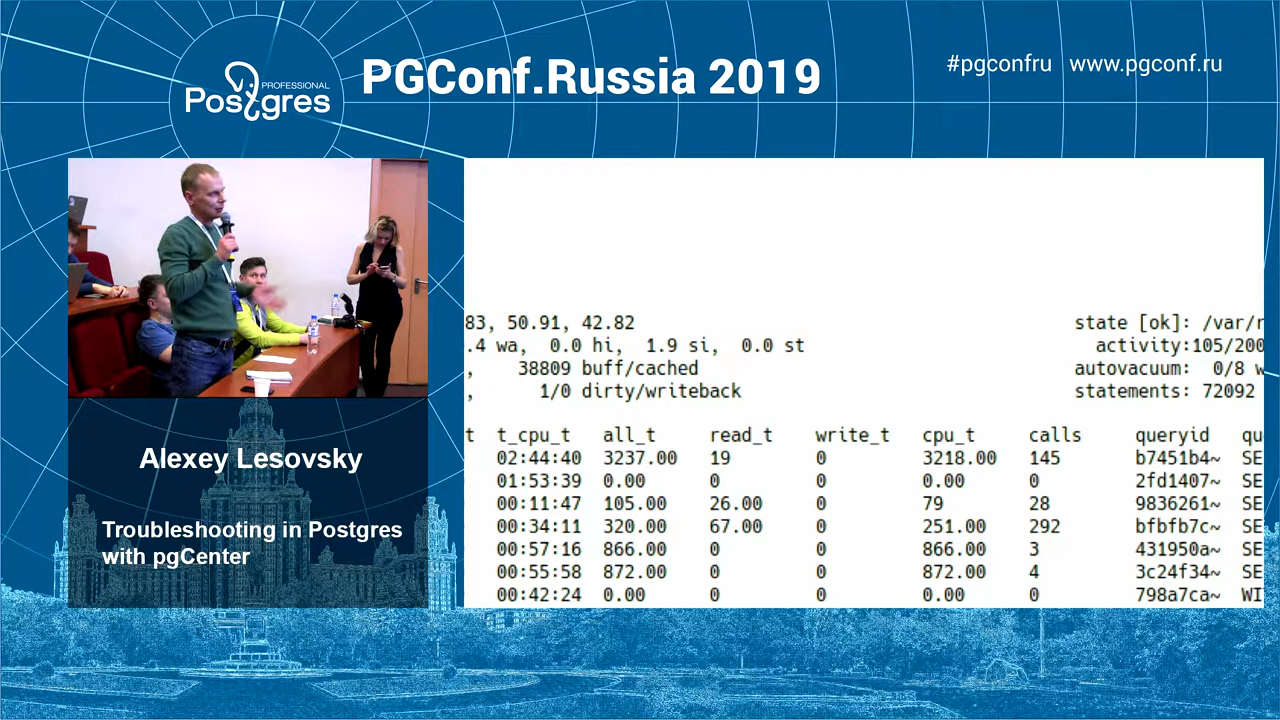 PROFESSIONAL
Postgres
PGConf.Russia 2019
#pgconfru www.pgconf.ru
83, 50.91, 42.82 state [ok]: /var/r
.4 wa, 0.0 hi, 1.9 si, 0.0 st activity:105/200
, 38809 buff/cached autovacuum: 0/8 w
, 1/0 dirty/writeback statements: 72092
t t_cpu_t all_t read_t write_t cpu_t calls queryid qu
02:44:40 3237.00 19 0 3218.00 145 b7451b4~ SE
01:53:39 0.00 0 0 0.00 0 2fd1407~ SE
00:11:47 105.00 26.00 0 79 28 9836261~ SE
00:34:11 320.00 67.00 0 251.00 292 bfbfb7c~ SE
00:57:16 866.00 0 0 866.00 3 431950a~ SE
00:55:58 872.00 0 0 872.00 4 3c24f34~ SE
00:42:24 0.00 0 0 0.00 0 798a7ca~ WI
Alexey Lesovsky
Troubleshooting in Postgres
with pgCenter